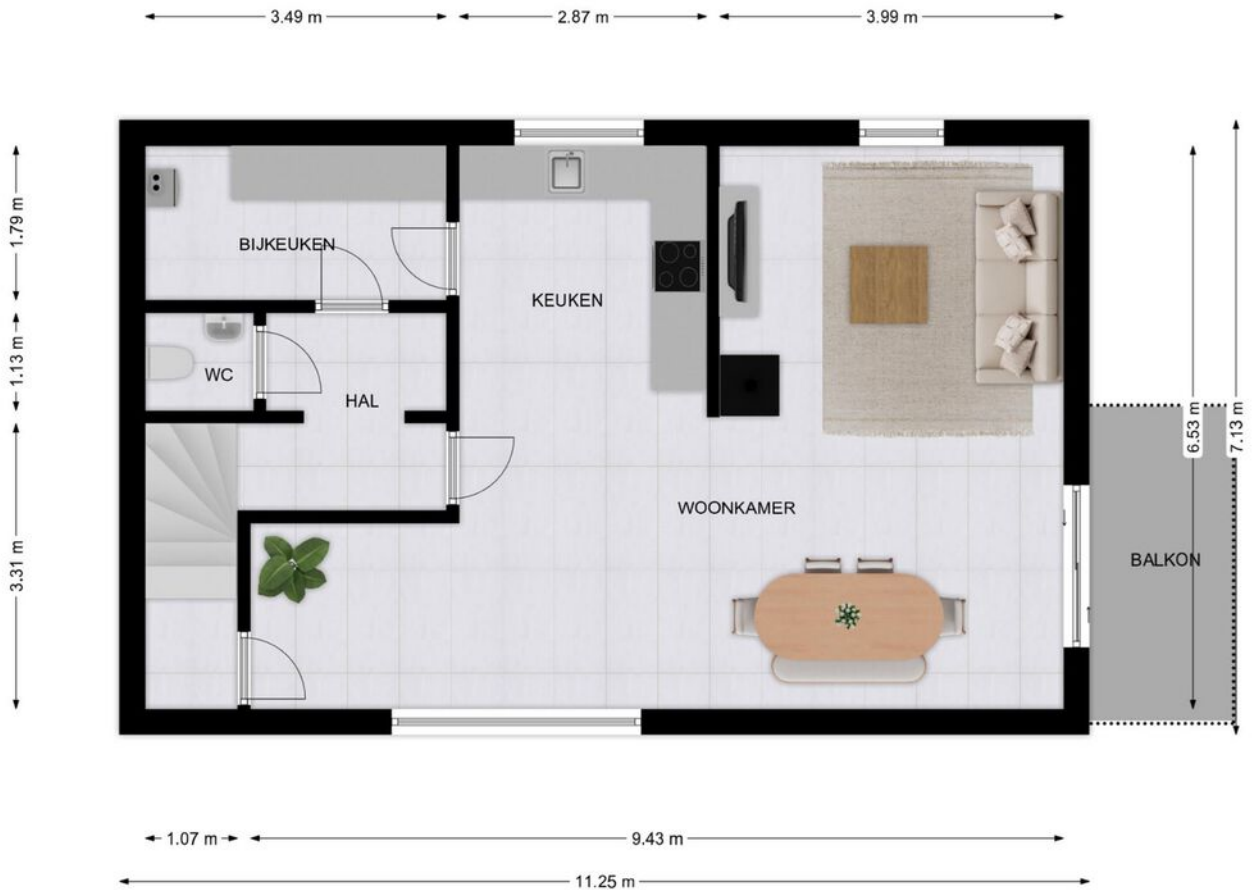 3.49 m
2.87 m
3.99 m
1.79 m
BIJKEUKEN
KEUKEN
1.13 m
WC
HAL
6.53 m
7.13 m
WOONKAMER
3.31 m
BALKON
1.07 m
9.43 m
11.25 m